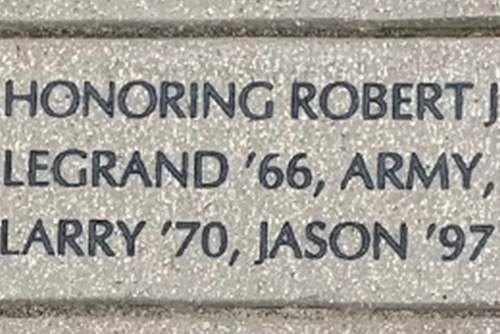 HONORING ROBERT J
LEGRAND '66, ARMY,
LARRY '70, JASON '97